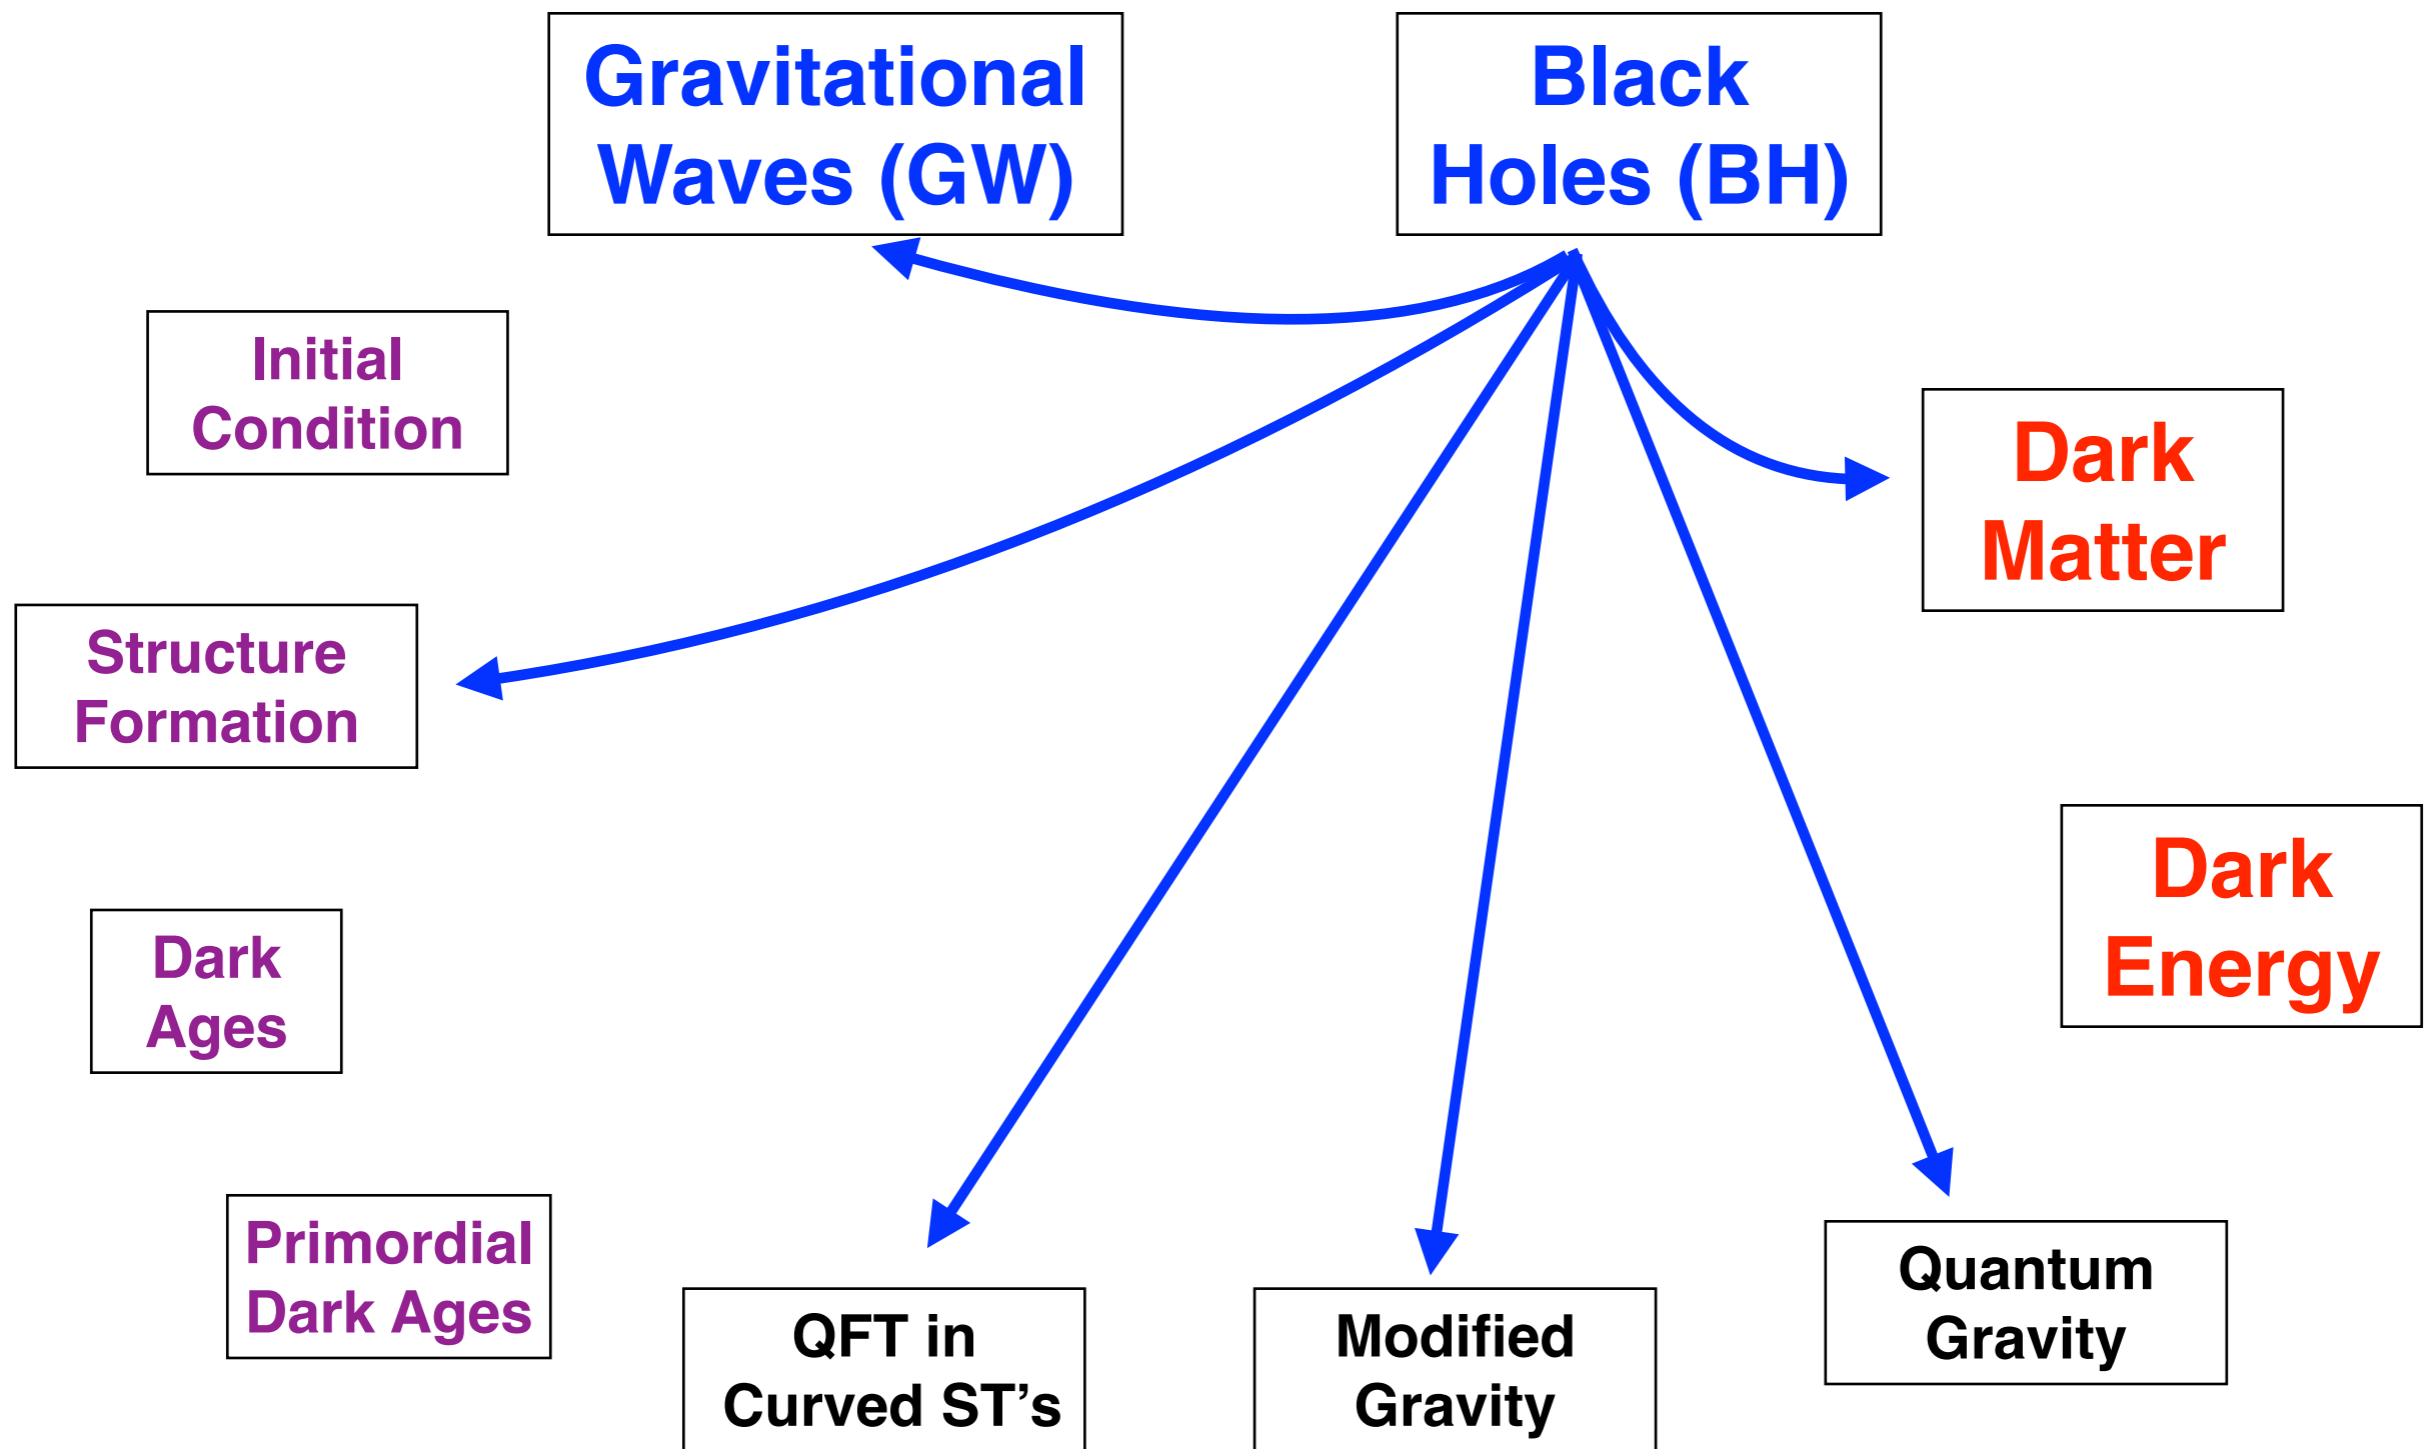 Gravitational
Waves (GW)
Black
Holes (BH)
Initial
Condition
Dark
Matter
Structure
Formation
Dark
Energy
Dark
Ages
Primordial
Dark Ages
QFT in
Curved ST’s
Modified
Gravity
Quantum
Gravity